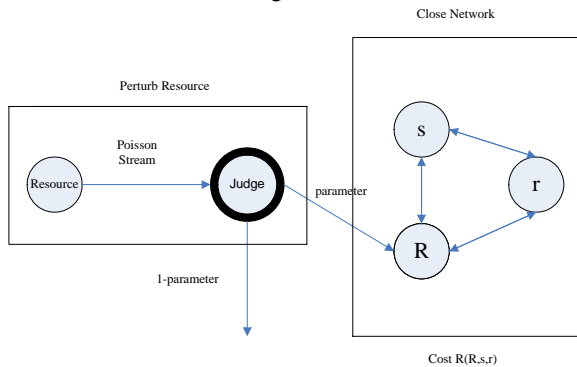 Close Network
Perturb Resource
Poisson
Stream
Resource
Judge
parameter
1-parameter
s
r
R
Cost R(R,s,r)